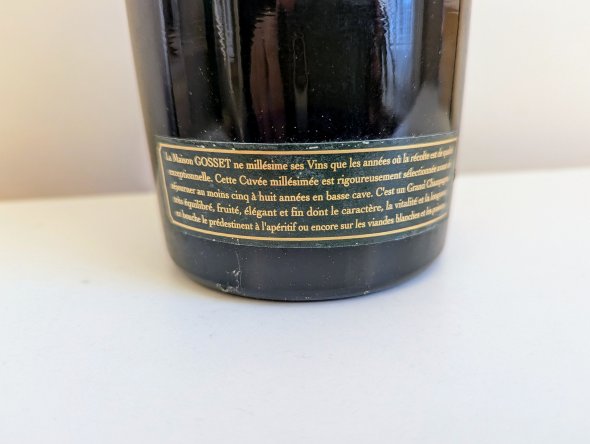 La Maison GOSSET ne millésime ses Vins que les années où la récolte est de qualité
exceptionnelle. Cette Cuvée millésimée est rigoureusement sélectionnée avant de
séjourner au moins cinq à huit années en basse cave. C'est un Grand Champagne
très équilibré, fruité, élégant et fin dont le caractère, la vitalité et la longueur
en bouche le prédestinent à l'apéritif ou encore sur les viandes blanches et les